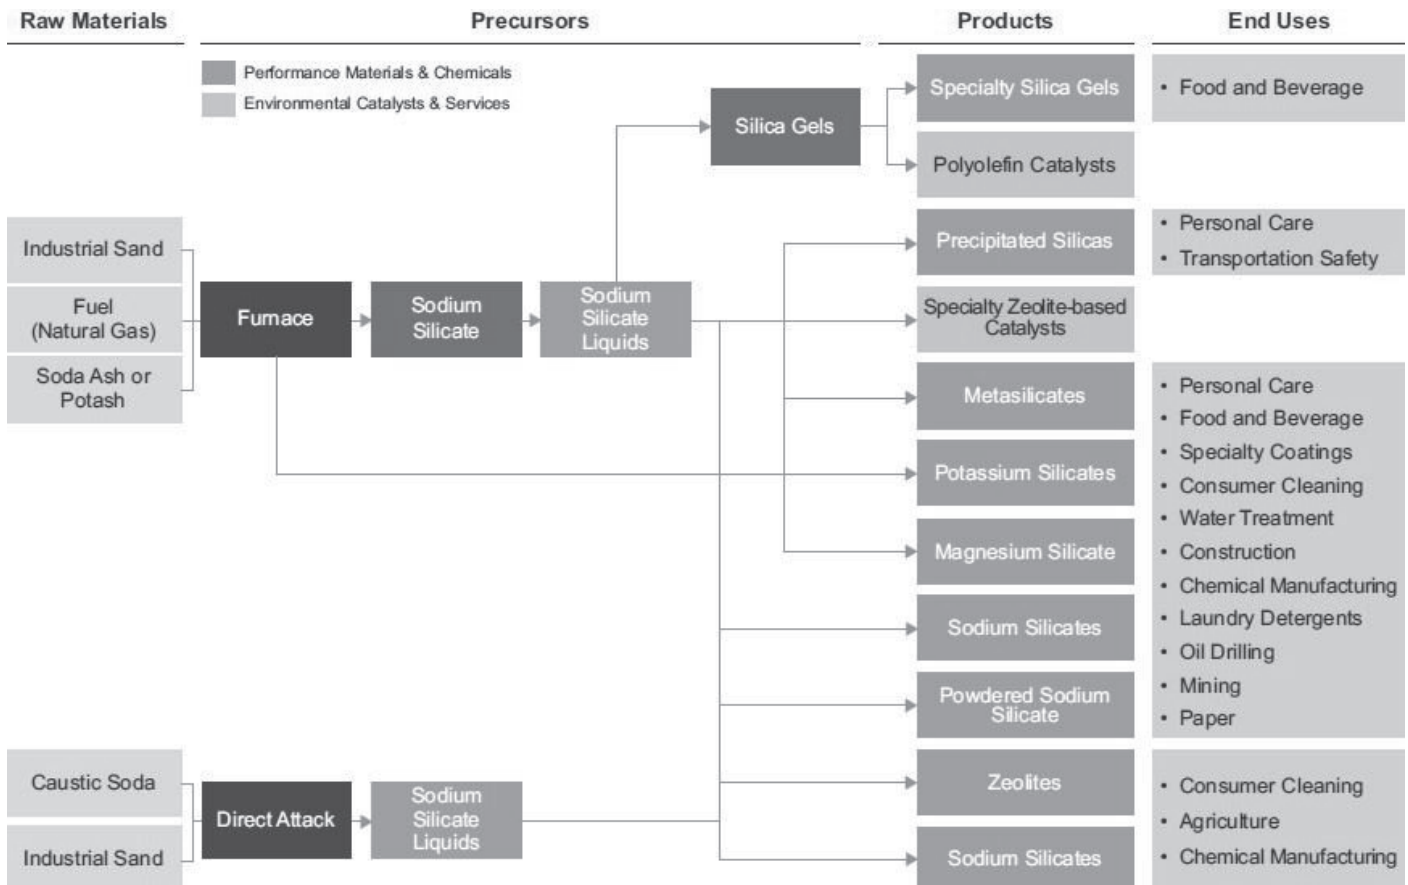 Raw Materials
Precursors
Products
End Uses
Performance Materials & Chemicals
Environmental Catalysts & Services
Industrial Sand
Fuel
(Natural Gas)
Soda Ash or
Potash
Furnace
Sodium
Silicate
Sodium
Silicate
Liquids
Silica Gels
Caustic Soda
Industrial Sand
Direct Attack
Sodium
Silicate
Liquids
Specialty Silica Gels
Polyolefin Catalysts
Precipitated Silicas
Specialty Zeolite-based
Catalysts
Metasilicates
Potassium Silicates
Magnesium Silicate
Sodium Silicates
Powdered Sodium
Silicate
Zeolites
Sodium Silicates
• Food and Beverage
• Personal Care
• Transportation Safety
• Personal Care
• Food and Beverage
• Specialty Coatings
• Consumer Cleaning
• Water Treatment
• Construction
• Chemical Manufacturing
• Laundry Detergents
• Oil Drilling
• Mining
• Paper
• Consumer Cleaning
• Agriculture
• Chemical Manufacturing